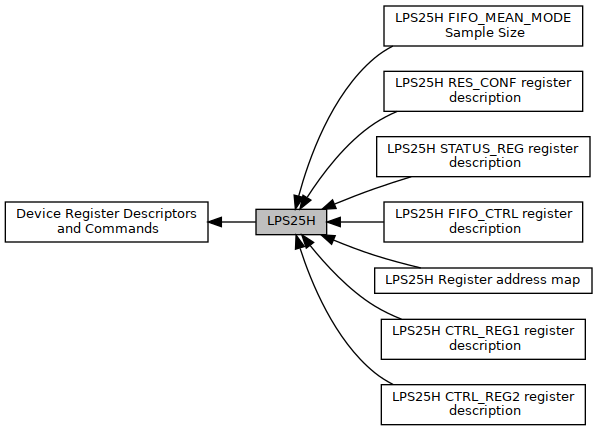 LPS25H FIFO_MEAN_MODE
Sample Size
LPS25H RES_CONF register
description
LPS25H STATUS_REG register
description
Device Register Descriptors
and Commands
LPS25H
LPS25H FIFO_CTRL register
description
LPS25H Register address map
LPS25H CTRL_REG1 register
description
LPS25H CTRL_REG2 register
description